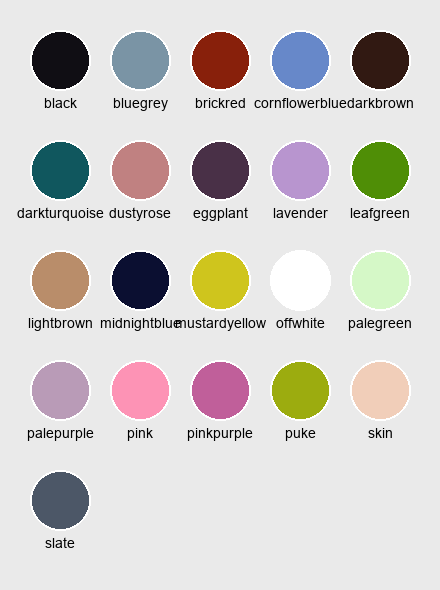 black bluegrey brickred cornflowerblue darkbrown
darkturquoise dustyrose eggplant lavender leafgreen
lightbrown midnightblue mustardyellow offwhite palegreen
palepurple pink pinkpurple puke skin
slate